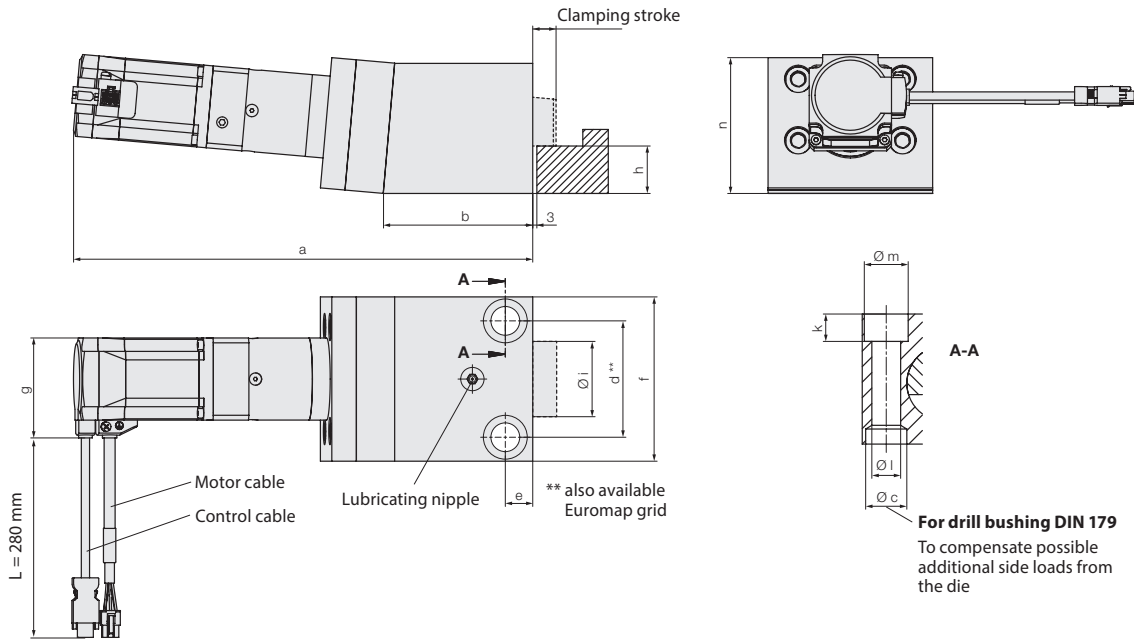 Clamping stroke
n
h
b
3
a
Ø m
A
k
A
A-A
g
Ø i
d **
f
Motor cable
Lubricating nipple
e
** also available
Euromap grid
Control cable
L = 280 mm
Ø l
Ø c
For drill bushing DIN 179
To compensate possible
additional side loads from
the die